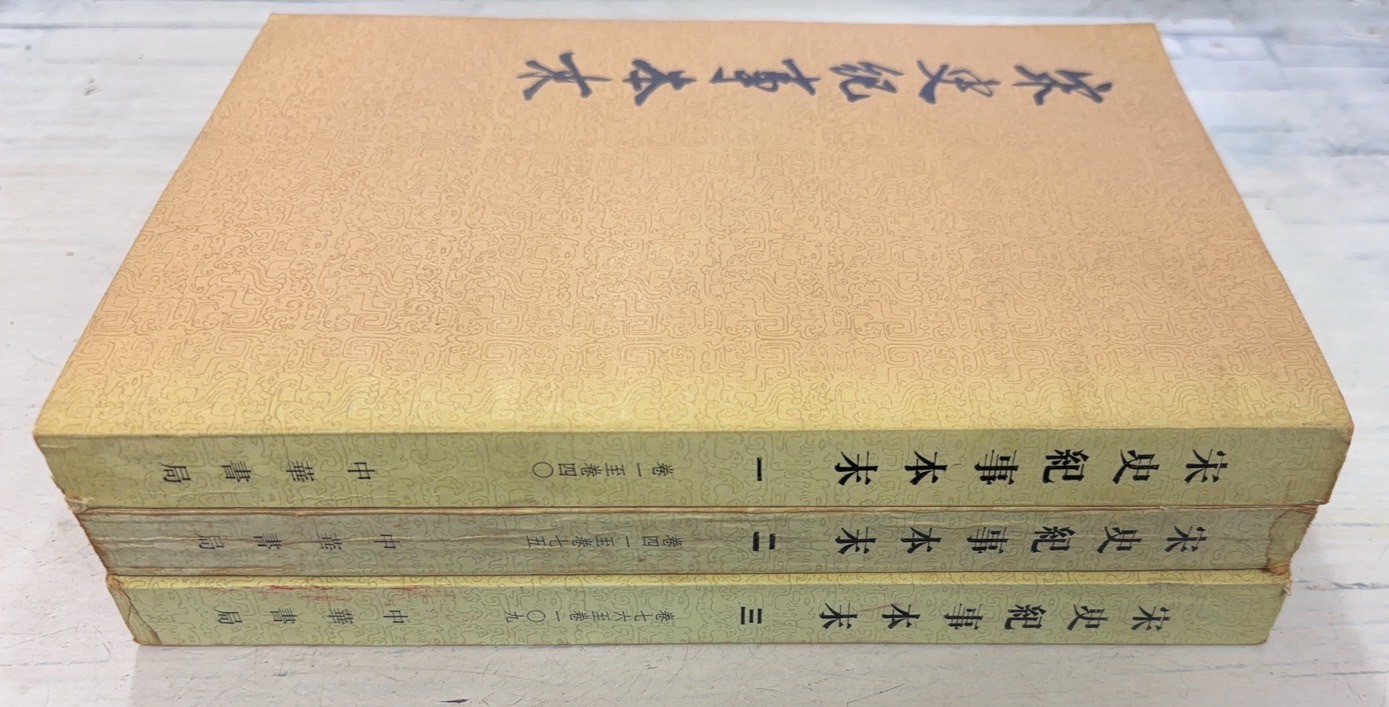 宋史紀事本末
宋史紀事本末 一 卷一至卷四〇 中華書局
宋史紀事本末 二 卷四一至卷七五 中華書局
宋史紀事本末 三 卷七六至卷一〇九 中華書局